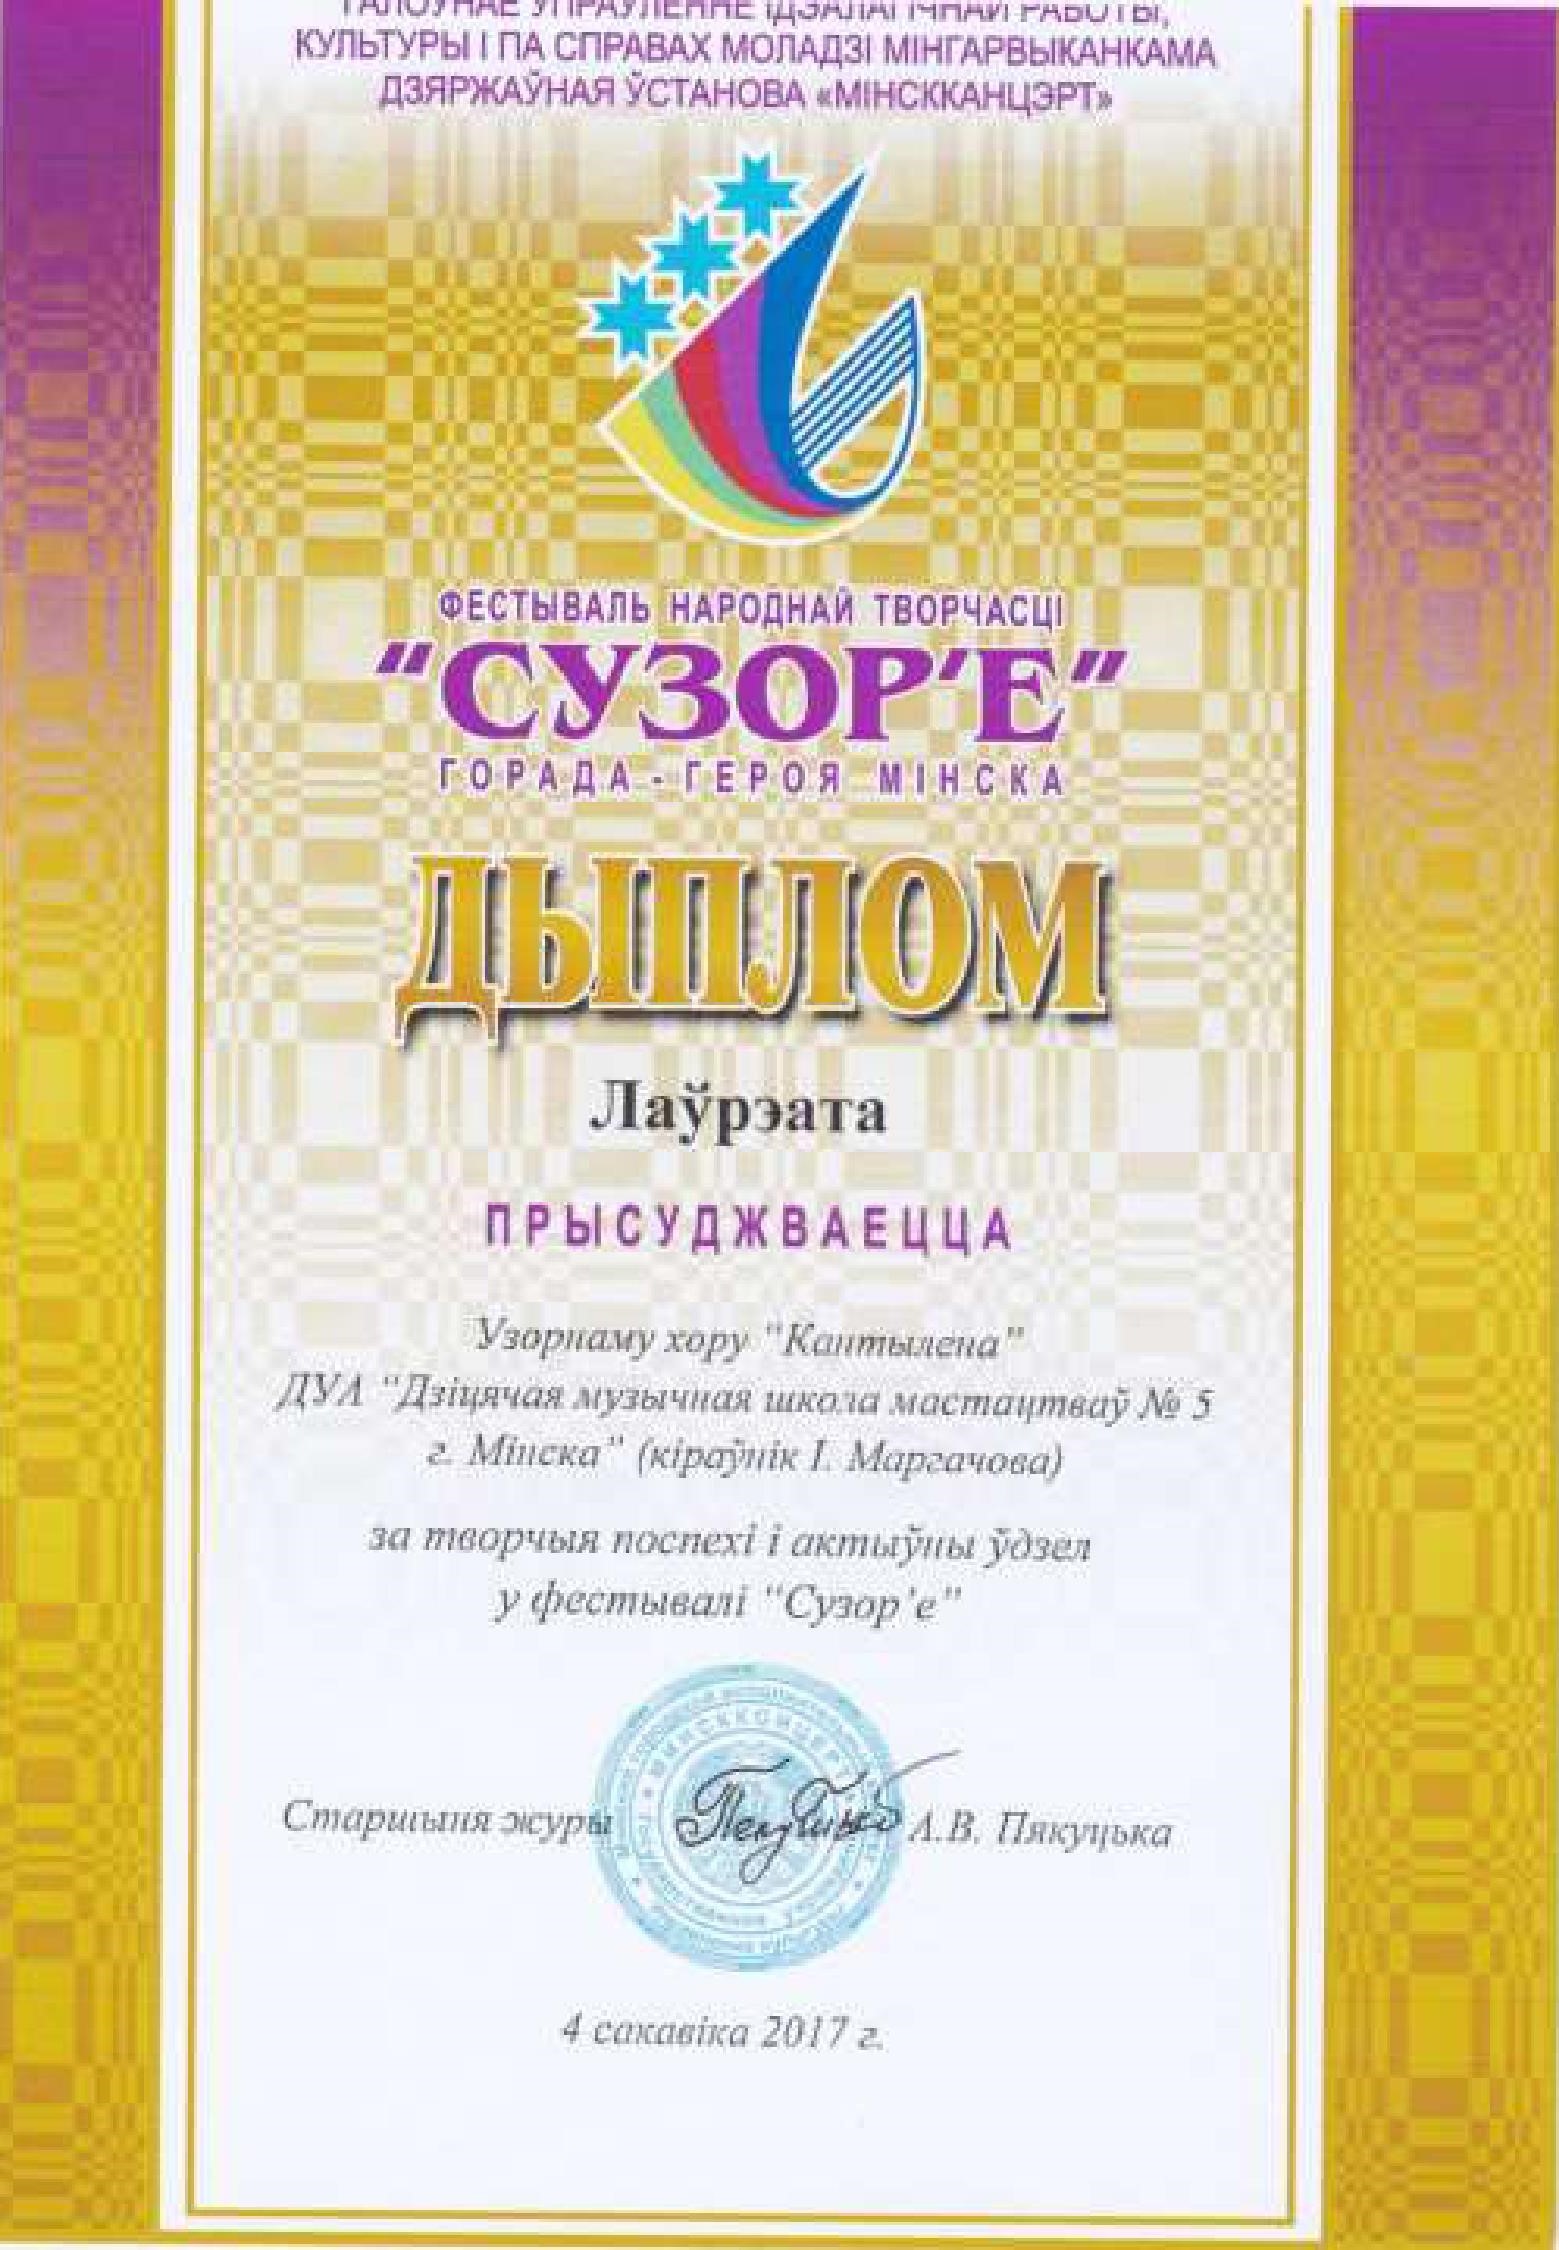 ГАЛОЎНАЕ УПРАЎЛЕННЕ ІДЭАЛАГІЧНАЙ РАБОТЫ,
КУЛЬТУРЫ І ПА СПРАВАХ МОЛАДЗІ МІНГАРВЫКАНКАМА
ДЗЯРЖАЎНАЯ ЎСТАНОВА «МІНСККАНЦЭРТ»
ФЕСТЫВАЛЬ НАРОДНАЙ ТВОРЧАСЦІ
"СУЗОР'Е"
ГОРАДА-ГЕРОЯ МІНСКА
ДЫПЛОМ
Лаўрэата
ПРЫСУДЖВАЕЦЦА
Узорнаму хору "Кантылена"
ДУА "Дзіцячая музычная школа мастацтваў № 5
г. Мінска" (кіраўнік І. Маргачова)
за творчыя поспехі і актыўны ўдзел
у фестывалі "Сузор'е"
МИНСККОНЦЕРТ
Старшыня журы А.В. Пякуцька
4 сакавіка 2017 г.